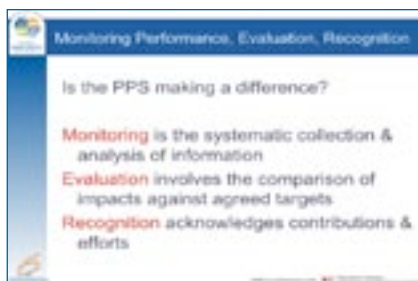 Monitoring Performance, Evaluation, Recognition
Is the PPS making a difference?
Monitoring is the systematic collection &
analysis of information
Evaluation involves the comparison of
impacts against agreed targets
Recognition acknowledges contributions &
efforts